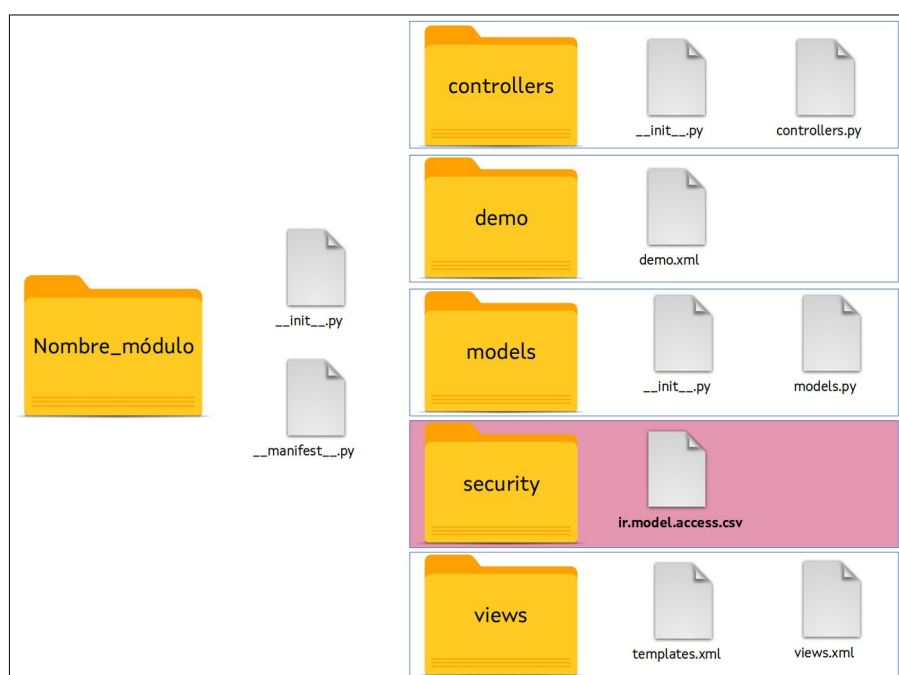 controllers
__init__.py
controllers.py
demo
demo.xml
Nombre_módulo
__init__.py
__manifest__.py
models
__init__.py
models.py
security
ir.model.access.csv
views
templates.xml
views.xml